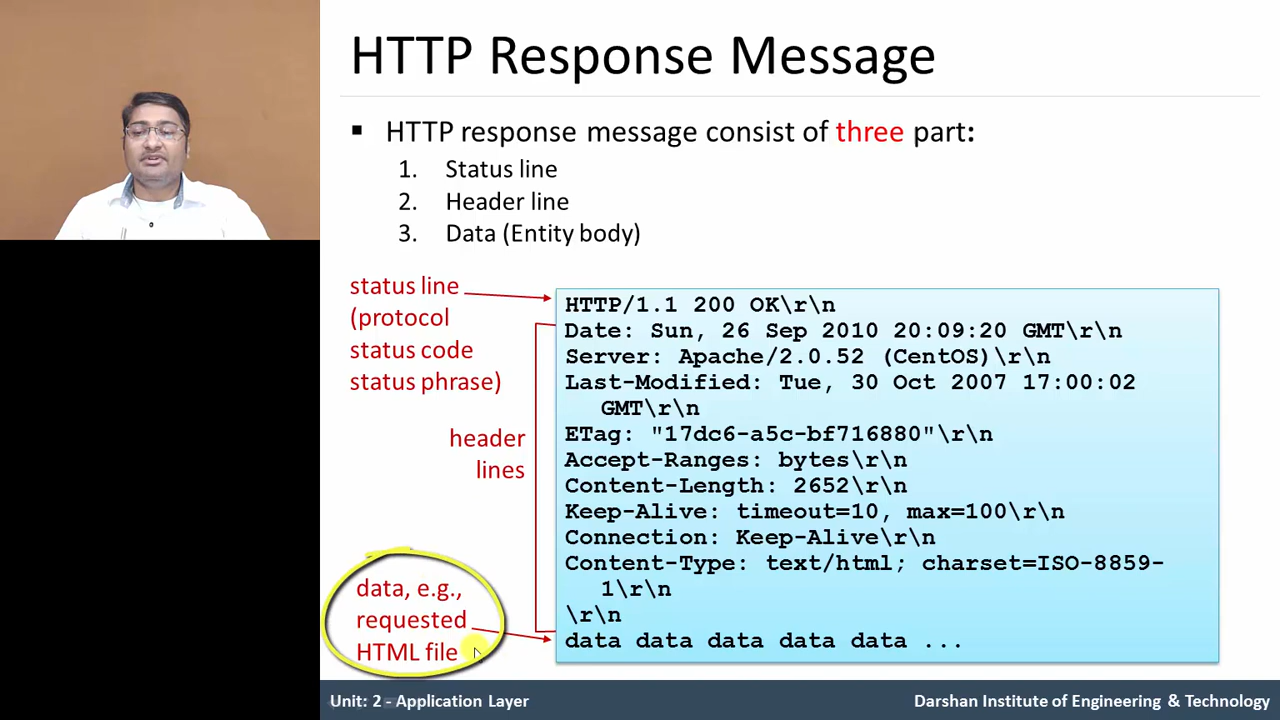 HTTP Response Message
▪ HTTP response message consist of three part:
1. Status line
2. Header line
3. Data (Entity body)
status line
(protocol
status code
status phrase)
header
lines
data, e.g.,
requested
HTML file
HTTP/1.1 200 OK\r\n
Date: Sun, 26 Sep 2010 20:09:20 GMT\r\n
Server: Apache/2.0.52 (CentOS)\r\n
Last-Modified: Tue, 30 Oct 2007 17:00:02
GMT\r\n
ETag: "17dc6-a5c-bf716880"\r\n
Accept-Ranges: bytes\r\n
Content-Length: 2652\r\n
Keep-Alive: timeout=10, max=100\r\n
Connection: Keep-Alive\r\n
Content-Type: text/html; charset=ISO-8859-
1\r\n
\r\n
data data data data data ...
Unit: 2 - Application Layer
Darshan Institute of Engineering & Technology